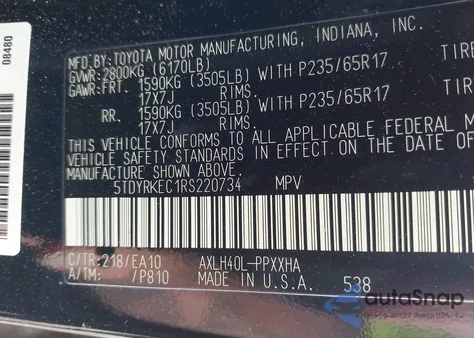 08480
MFD.BY: TOYOTA MOTOR MANUFACTURING, INDIANA, INC.
GVWR: 2800KG (6170LB)
GAWR: FRT. 1590KG (3505LB) WITH P235/65R17 TIRE
17X7J RIMS.
RR. 1590KG (3505LB) WITH P235/65R17 TIRE
17X7J RIMS.
THIS VEHICLE CONFORMS TO ALL APPLICABLE FEDERAL M
VEHICLE SAFETY STANDARDS IN EFFECT ON THE DATE OF
MANUFACTURE SHOWN ABOVE.
5TDYRKEC1RS220734 MPV
C/TR: 218/EA10 AXLH40L-PPXXHA
A/TM: /P810 MADE IN U.S.A. 538
autoSnap